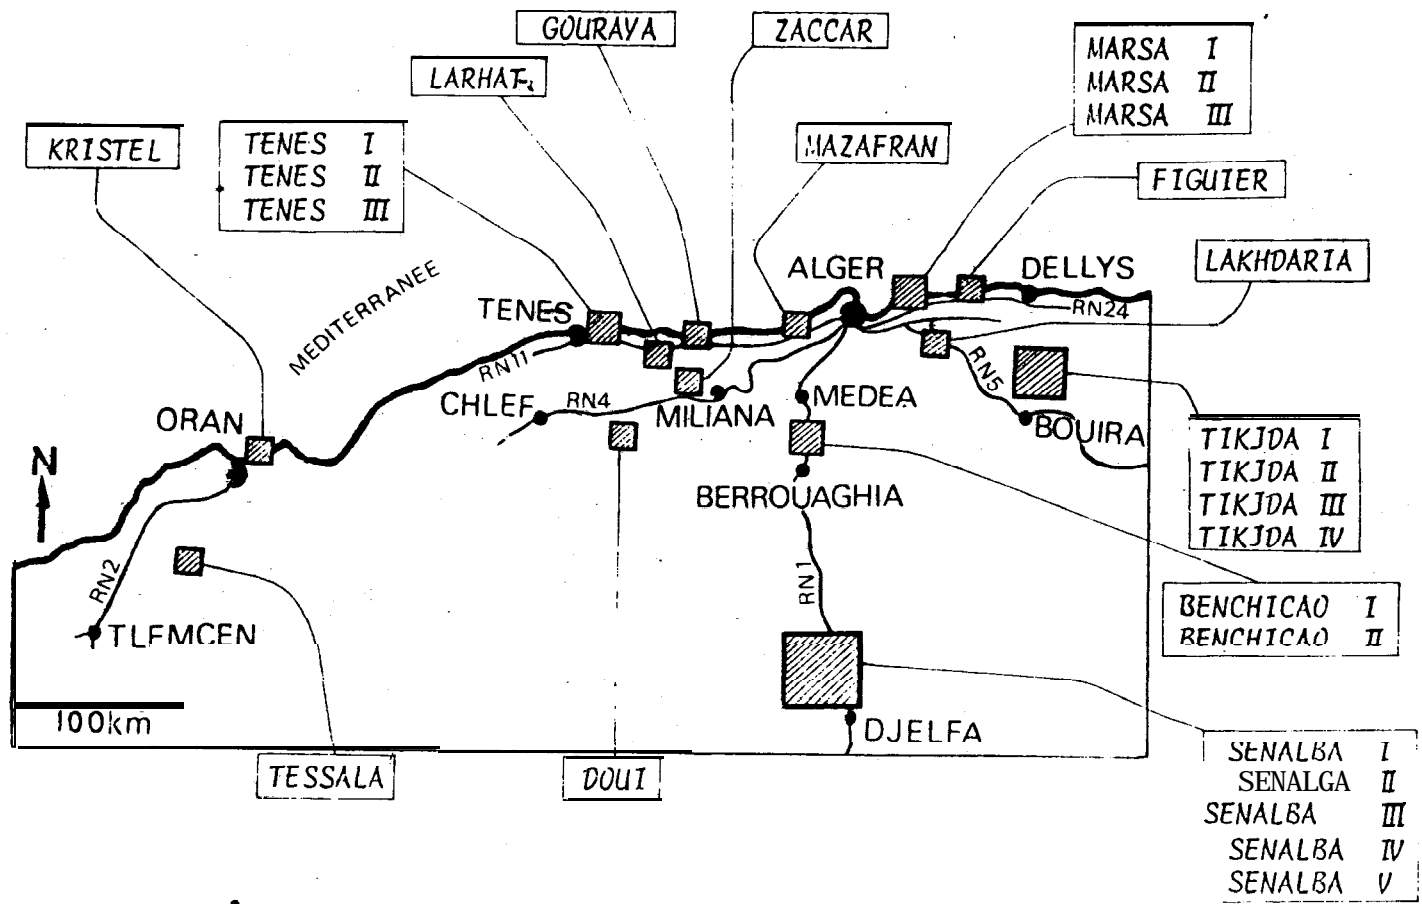 GOURAYA
ZACCAR
LARHAT
MARSA I
MARSA II
MARSA III
KRISTEL
TENES I
TENES II
TENES III
MAZAFRAN
FIGUIER
LAKHDARIA
MEDITERRANEE
ALGER
DELLYS
TENES
RN24
RN11
RN5
ORAN
CHLEF
RN4
MILIANA
MEDEA
BOUIRA
TIKJDA I
TIKJDA II
TIKJDA III
TIKJDA IV
N
BERROUAGHIA
RN2
RN1
BENCHICAO I
BENCHICAO II
TLEMCEN
100km
DJELFA
TESSALA
DOUI
SENALBA I
SENALGA II
SENALBA III
SENALBA IV
SENALBA V